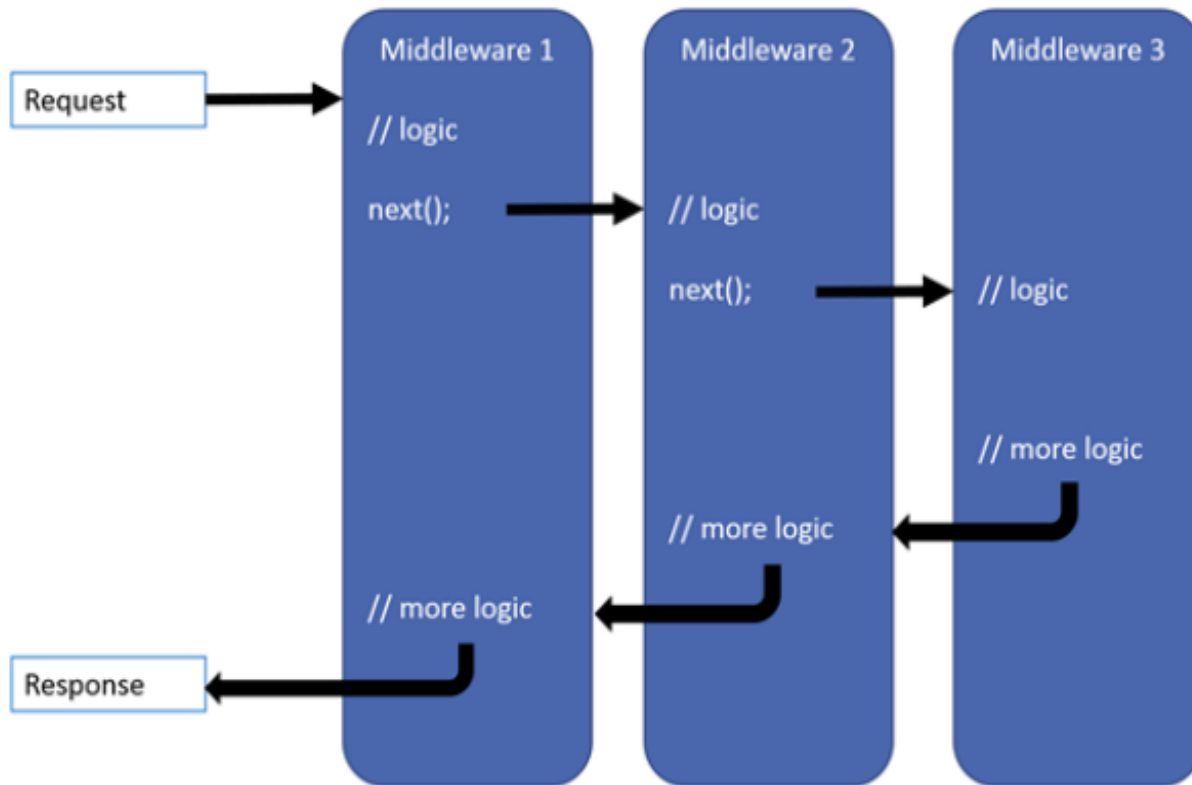 Middleware 1
Middleware 2
Middleware 3
Request
// logic
next();
// logic
next();
// logic
// more logic
// more logic
// more logic
Response